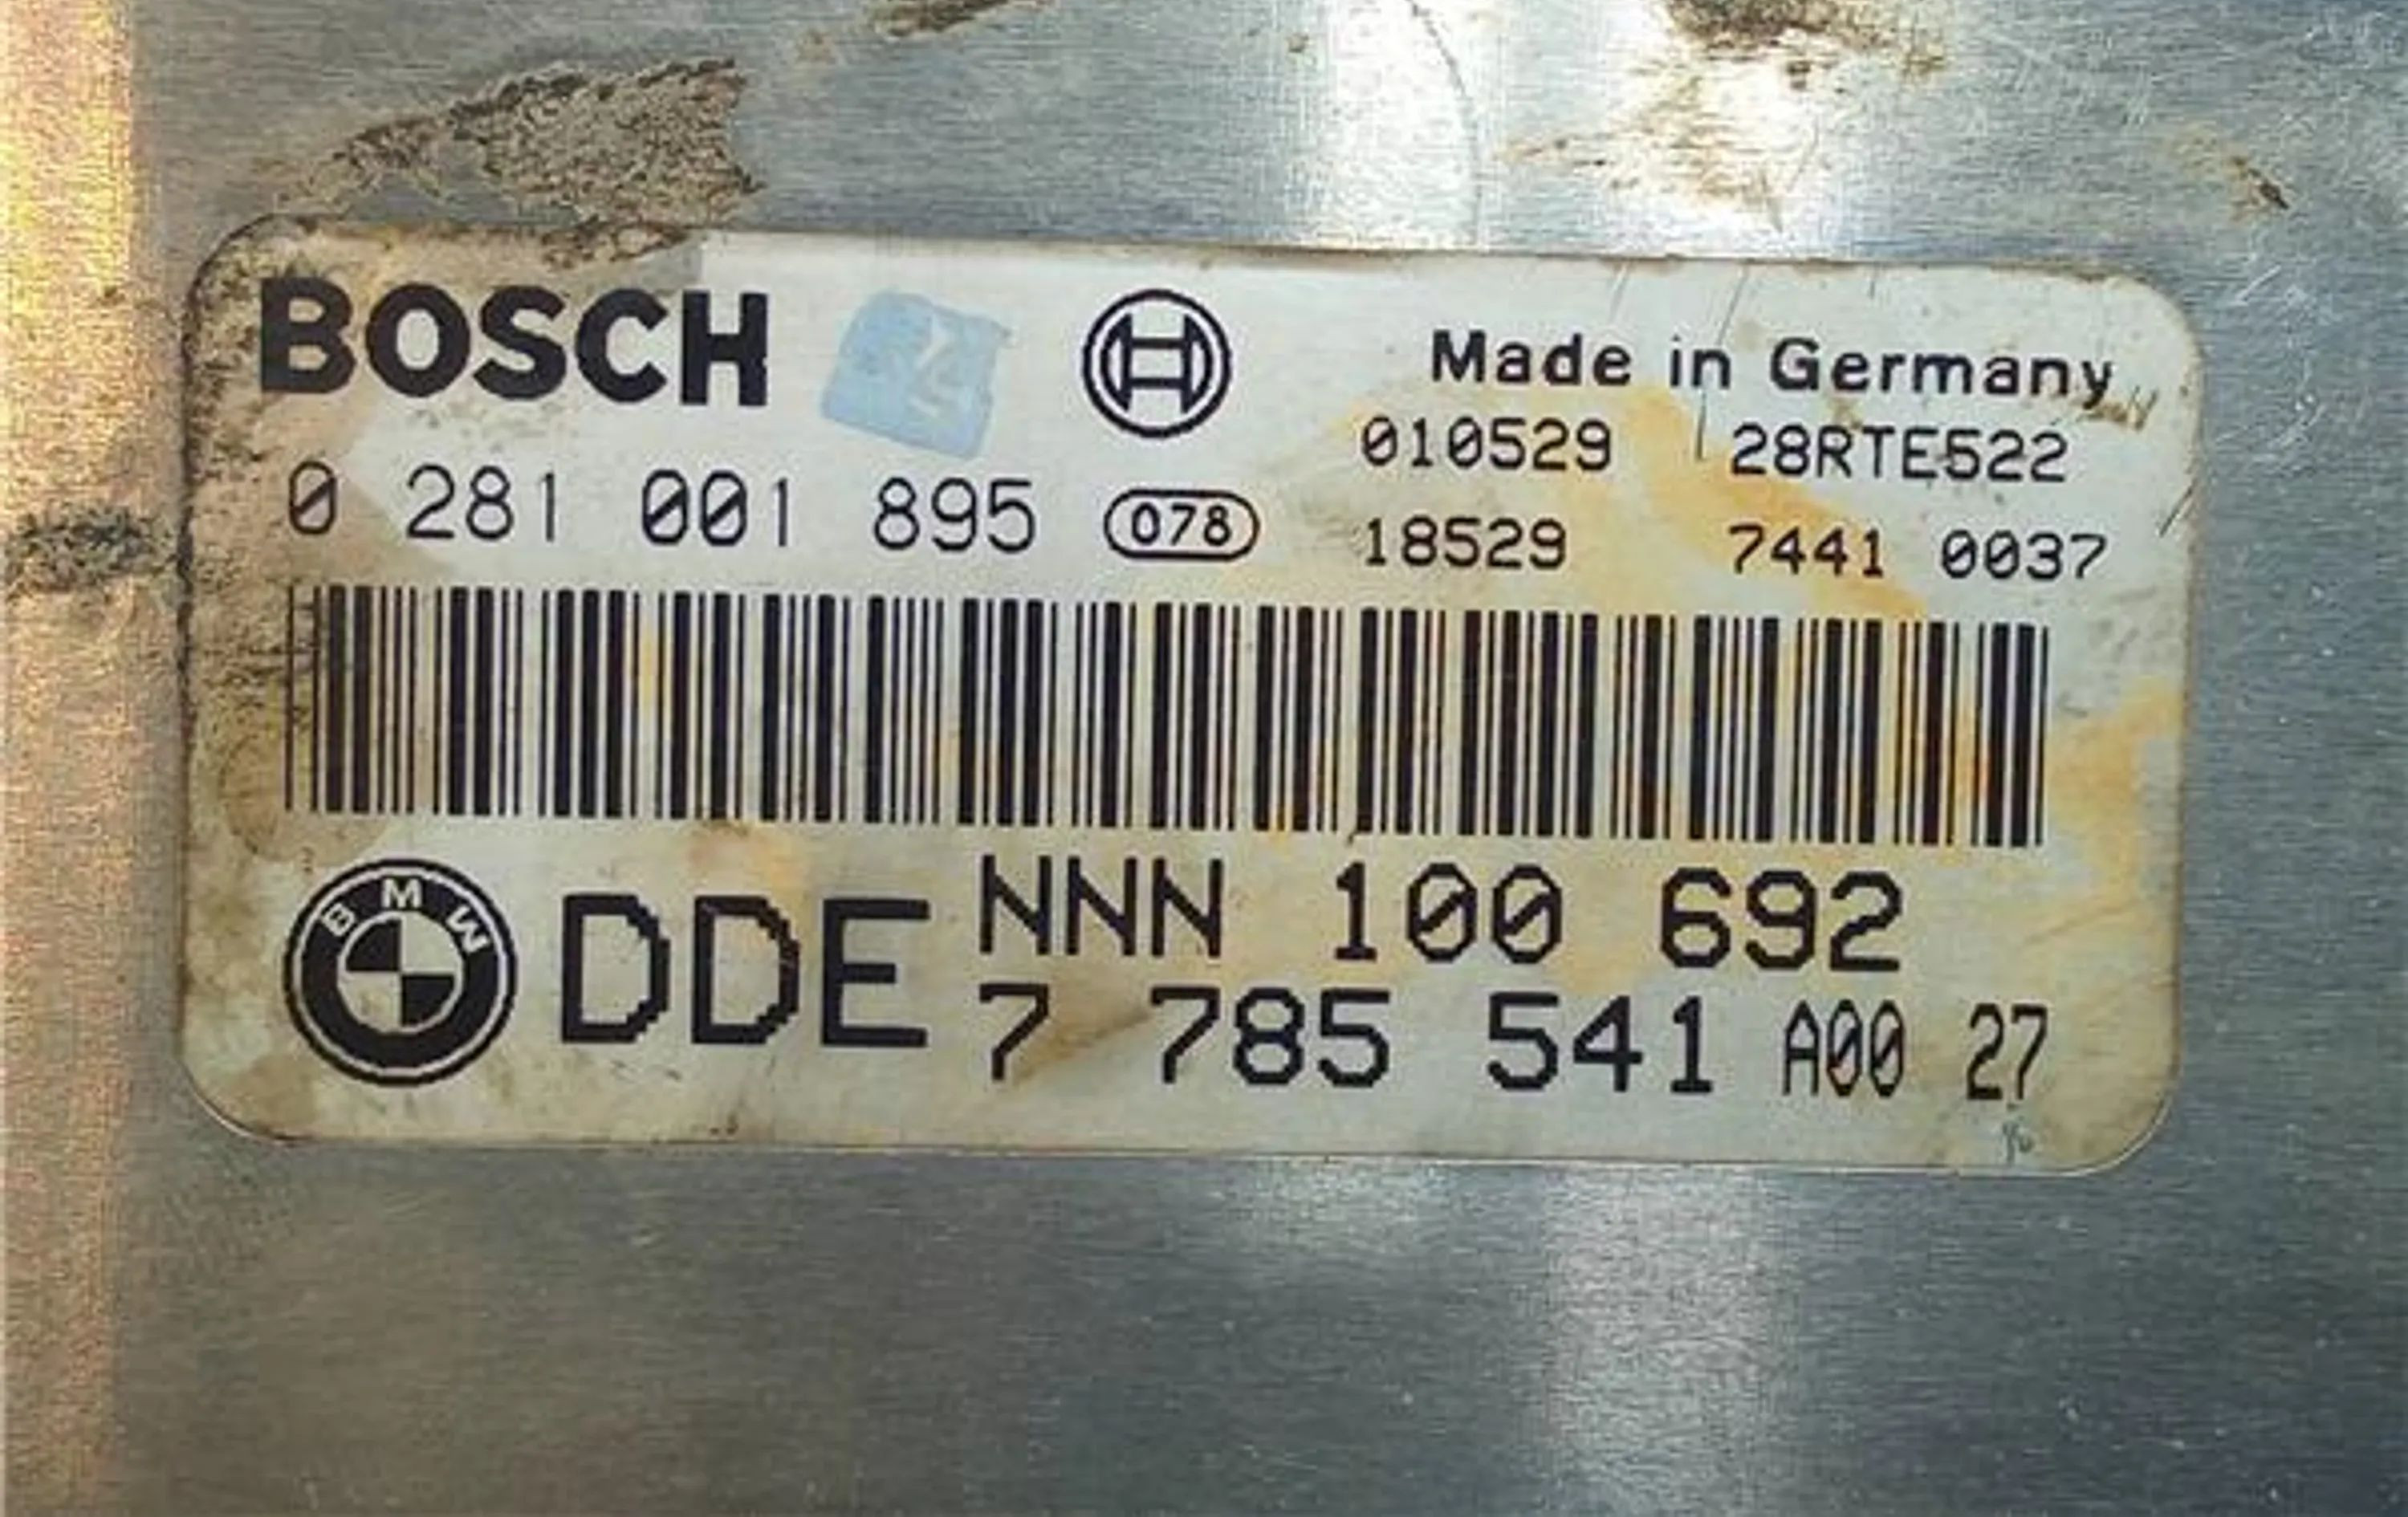 BOSCH
Made in Germany
010529 28RTE522
0 281 001 895 078 18529 7441 0037
BMW DDE NNN 100 692
7 785 541 A00 27